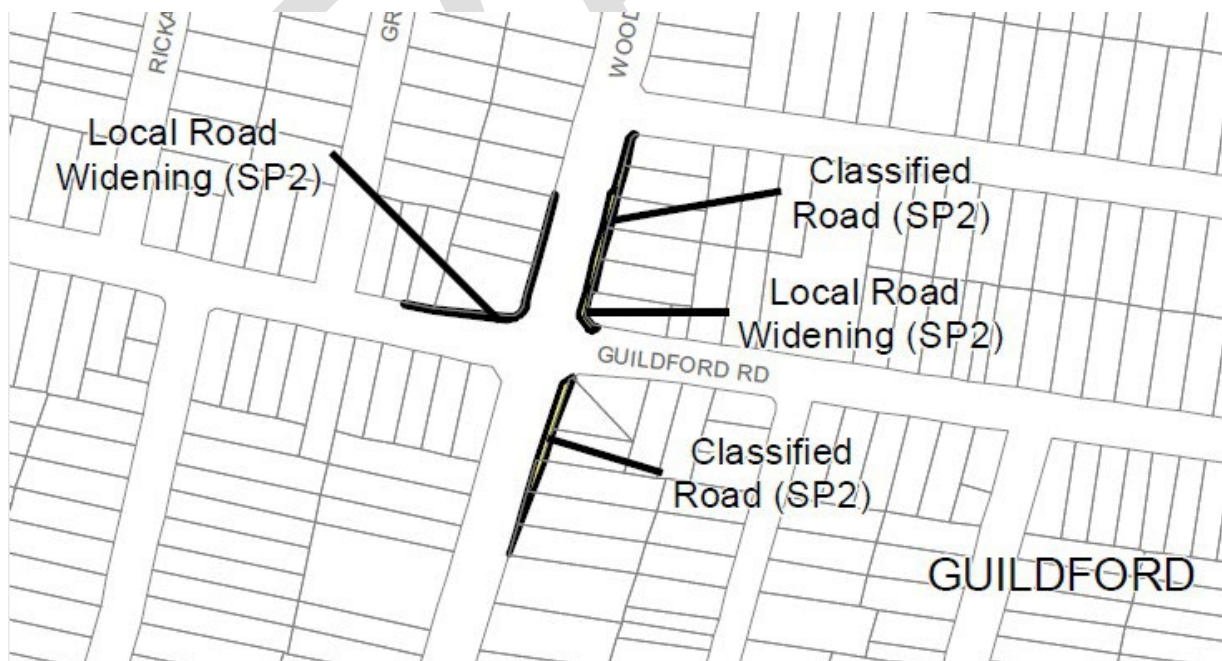 Local Road
Widening (SP2)
Classified
Road (SP2)
Local Road
Widening (SP2)
GUILDFORD RD
Classified
Road (SP2)
GUILDFORD